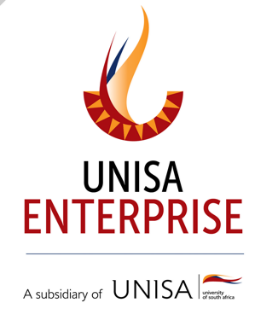 UNISA
ENTERPRISE
A subsidiary of UNISA university
of south africa